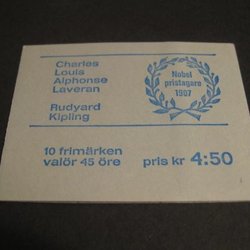 Charles
Louis
Alphonse
Laveran
Rudyard
Kipling
Nobel
pristagare
1907
10 frimärken
valör 45 öre
pris kr 4:50